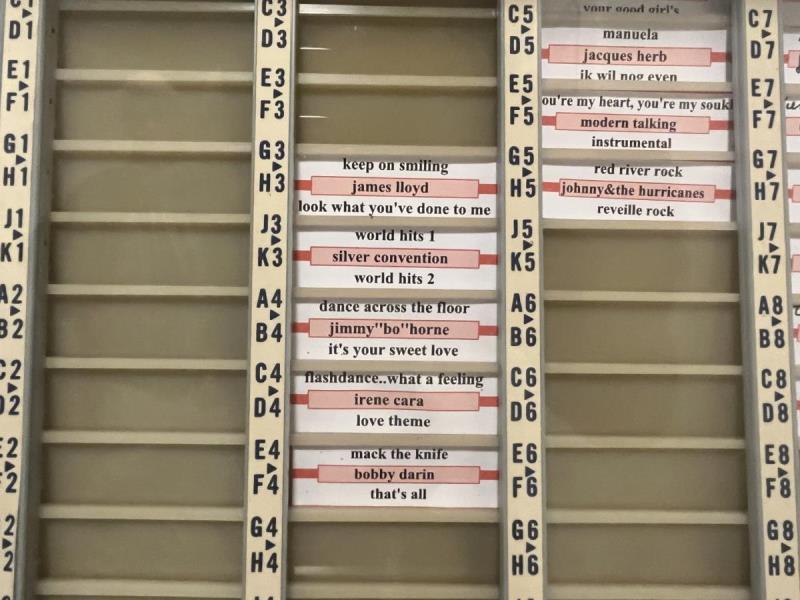 D1
E1
F1
G1
H1
J1
K1
A2
B2
C2
D2
E2
F2
C3
D3
E3
F3
G3
H3
J3
K3
A4
B4
C4
D4
E4
F4
G4
H4
keep on smiling
james lloyd
look what you've done to me
world hits 1
silver convention
world hits 2
dance across the floor
jimmy"bo"horne
it's your sweet love
flashdance..what a feeling
irene cara
love theme
mack the knife
bobby darin
that's all
C5
D5
E5
F5
G5
H5
J5
K5
A6
B6
C6
D6
E6
F6
G6
H6
your good girl's
manuela
jacques herb
ik wil nog even
ou're my heart, you're my soul
modern talking
instrumental
red river rock
johnny&the hurricanes
reveille rock
C7
D7
E7
F7
G7
H7
J7
K7
A8
B8
C8
D8
E8
F8
G8
H8